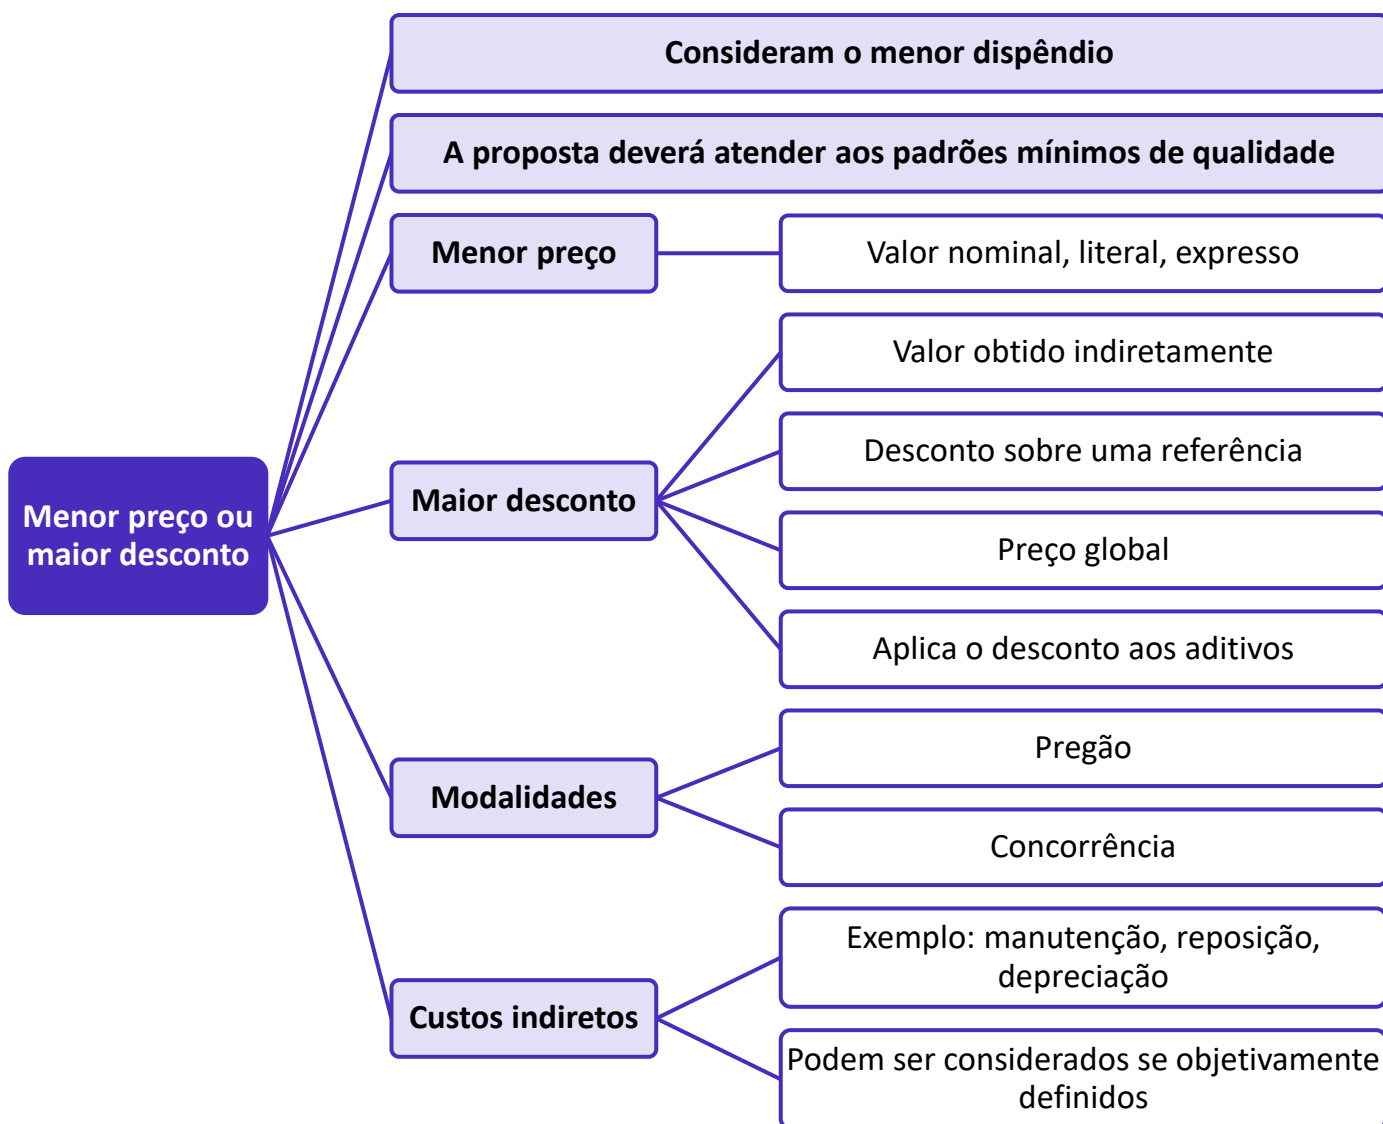 Menor preço ou
maior desconto
Consideram o menor dispêndio
A proposta deverá atender aos padrões mínimos de qualidade
Menor preço
Valor nominal, literal, expresso
Maior desconto
Valor obtido indiretamente
Desconto sobre uma referência
Preço global
Aplica o desconto aos aditivos
Modalidades
Pregão
Concorrência
Custos indiretos
Exemplo: manutenção, reposição,
depreciação
Podem ser considerados se objetivamente
definidos